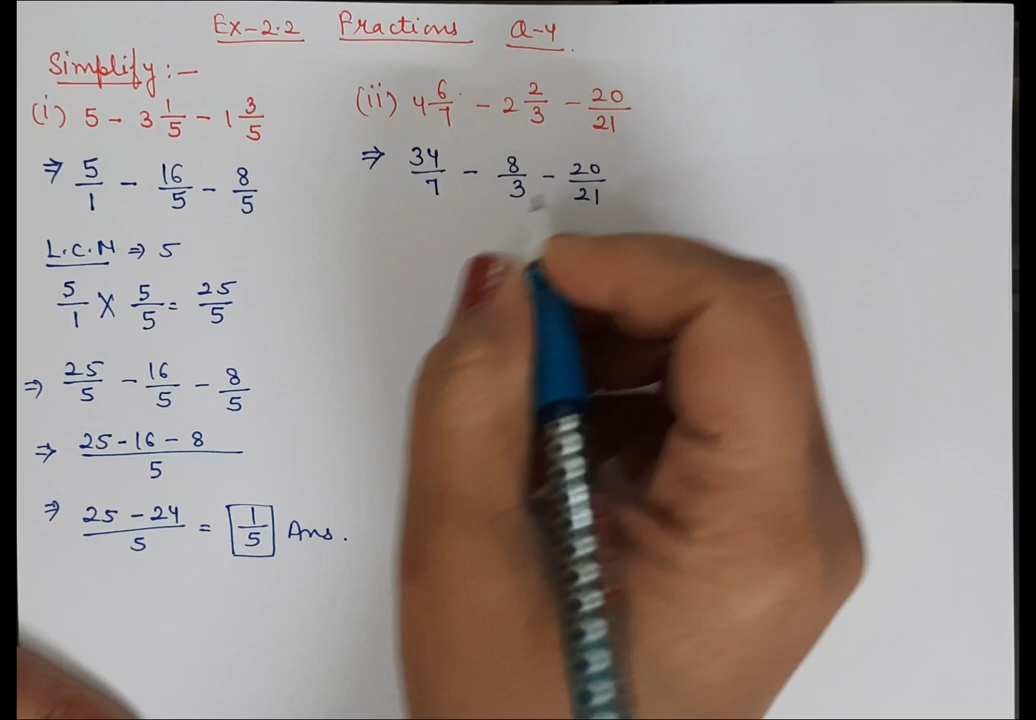 Ex-2.2 Fractions Q-4.
Simplify:-
(i) 5 - 3 1/5 - 1 3/5
⇒ 5/1 - 16/5 - 8/5
L.C.M ⇒ 5
5/1 × 5/5 = 25/5
⇒ 25/5 - 16/5 - 8/5
⇒ 25-16-8/5
⇒ 25-24/5 = 1/5 Ans.
(ii) 4 6/7 - 2 2/3 - 20/21
⇒ 34/7 - 8/3 - 20/21